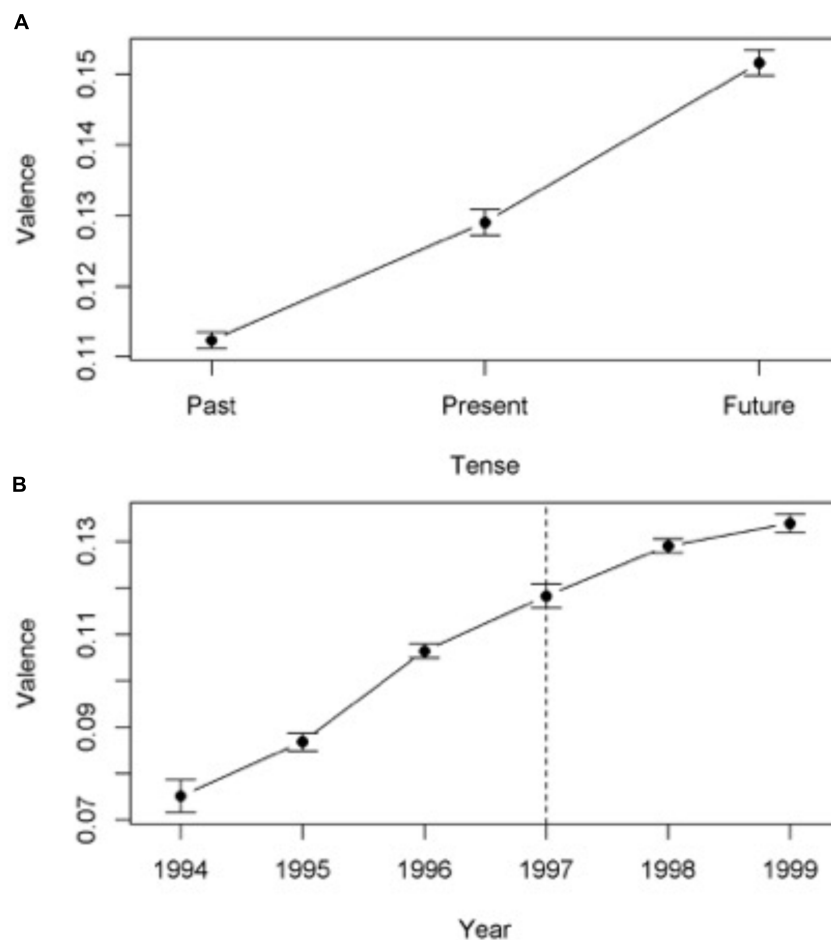 A
Valence
0.15
0.14
0.13
0.12
0.11
Past Present Future
Tense
B
Valence
0.13
0.11
0.09
0.07
1994 1995 1996 1997 1998 1999
Year